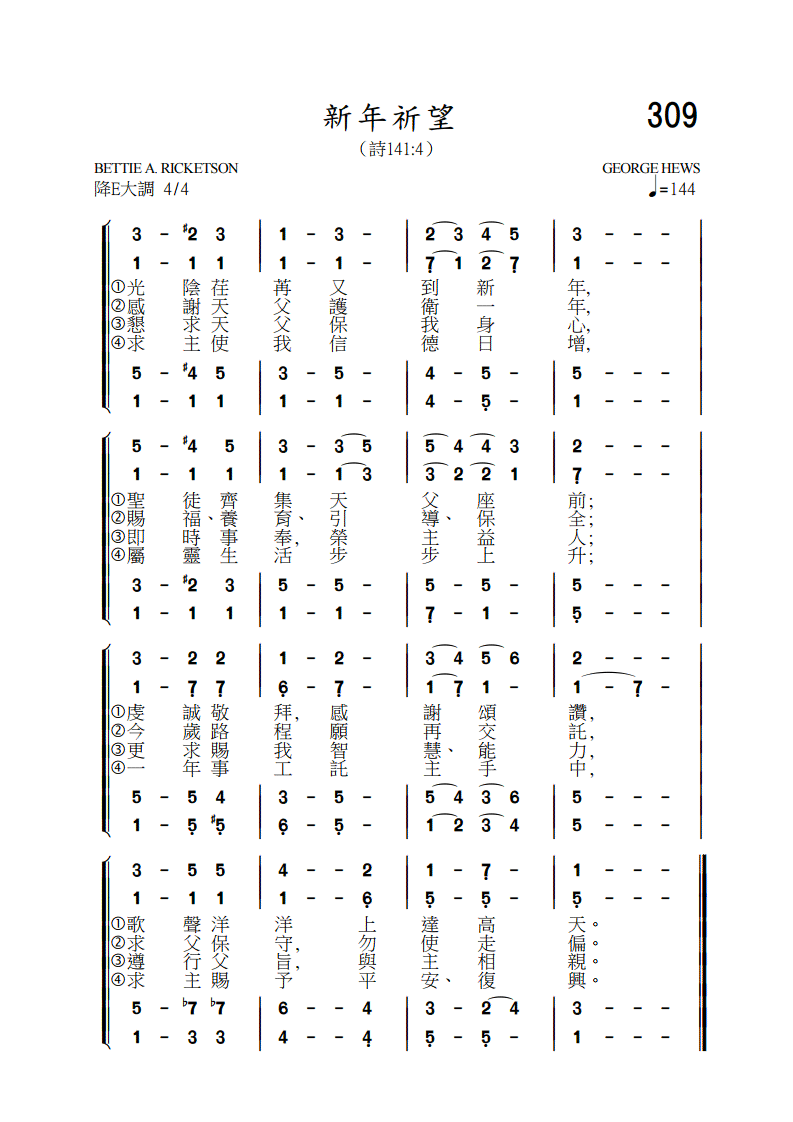 新年祈望
309
（詩141:4）
BETTIE A. RICKETSON
GEORGE HEWS
降E大調 4/4
♩=144
3 - ♯2 3 | 1 - 3 - | 2 3 4 5 | 3 - - -
1 - 1 1 | 1 - 1 - | 7̣ 1 2 7̣ | 1 - - -
①光 陰 荏 苒 又 到 新 年,
②感 謝 天 父 護 衛 一 年,
③懇 求 天 父 保 我 身 心,
④求 主 使 我 信 德 日 增,
5 - ♯4 5 | 3 - 5 - | 4 - 5 - | 5 - - -
1 - 1 1 | 1 - 1 - | 4 - 5̣ - | 1 - - -
5 - ♯4 5 | 3 - 3 5 | 5 4 4 3 | 2 - - -
1 - 1 1 | 1 - 1 3 | 3 2 2 1 | 7̣ - - -
①聖 徒 齊 集 天 父 座 前;
②賜 福、養 育、引 導、保 全;
③即 時 事 奉, 榮 主 益 人;
④屬 靈 生 活 步 步 上 升;
3 - ♯2 3 | 5 - 5 - | 5 - 5 - | 5 - - -
1 - 1 1 | 1 - 1 - | 7̣ - 1 - | 5̣ - - -
3 - 2 2 | 1 - 2 - | 3 4 5 6 | 2 - - -
1 - 7̣ 7̣ | 6̣ - 7̣ - | 1 7̣ 1 - | 1 - 7̣ -
①虔 誠 敬 拜, 感 謝 頌 讚,
②今 歲 路 程 願 再 交 託,
③更 求 賜 我 智 慧、能 力,
④一 年 事 工 託 主 手 中,
5 - 5 4 | 3 - 5 - | 5 4 3 6 | 5 - - -
1 - 5̣ ♯5̣ | 6̣ - 5̣ - | 1 2 3 4 | 5 - - -
3 - 5 5 | 4 - - 2 | 1 - 7̣ - | 1 - - -
1 - 1 1 | 1 - - 6̣ | 5̣ - 5̣ - | 5̣ - - -
①歌 聲 洋 洋 上 達 高 天。
②求 父 保 守, 勿 使 走 偏。
③遵 行 父 旨, 與 主 相 親。
④求 主 賜 予 平 安、復 興。
5 - ♭7 ♭7 | 6 - - 4 | 3 - 2 4 | 3 - - -
1 - 3 3 | 4 - - 4̣ | 5̣ - 5̣ - | 1 - - -